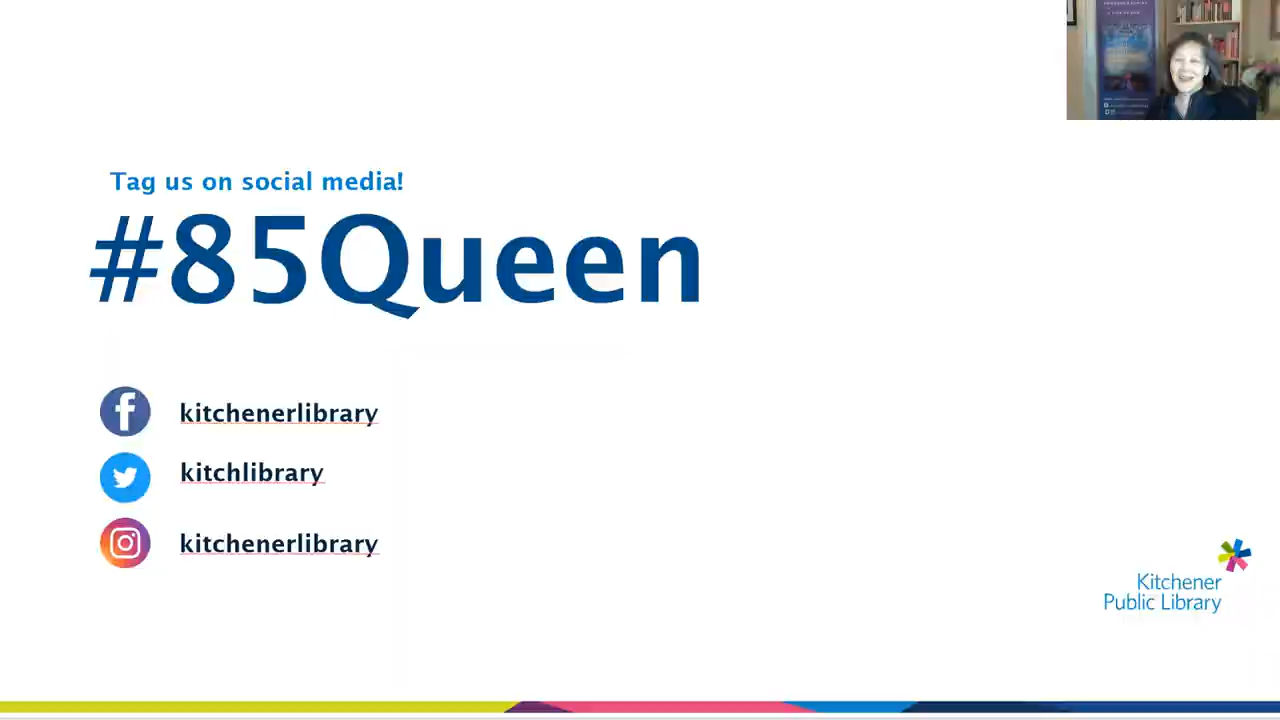 Tag us on social media!
#85Queen
kitchenerlibrary
kitchlibrary
kitchenerlibrary
Kitchener
Public Library